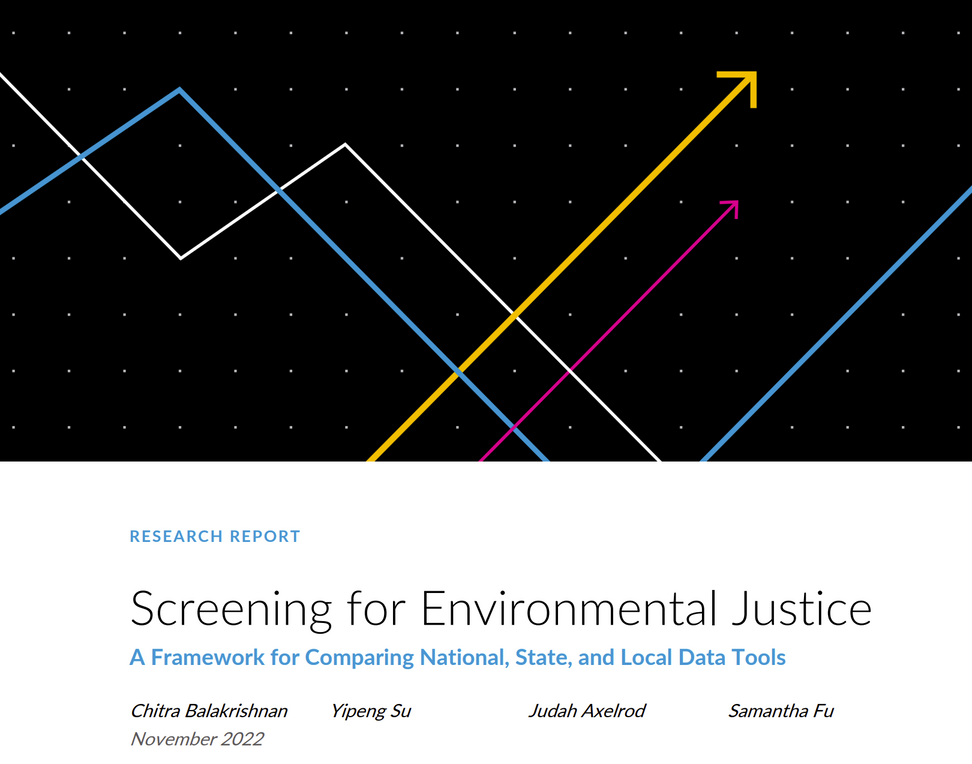 RESEARCH REPORT
Screening for Environmental Justice
A Framework for Comparing National, State, and Local Data Tools
Chitra Balakrishnan Yipeng Su Judah Axelrod Samantha Fu
November 2022